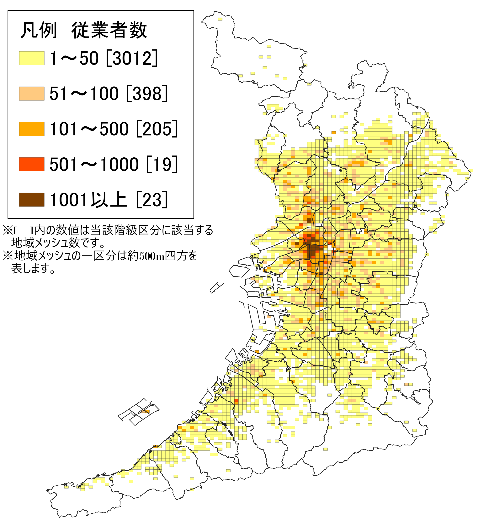 凡例 従業者数
1～50 [3012]
51～100 [398]
101～500 [205]
501～1000 [19]
1001以上 [23]
※[ ]内の数値は当該階級区分に該当する
地域メッシュ数です。
※地域メッシュの一区分は約500m四方を
表します。